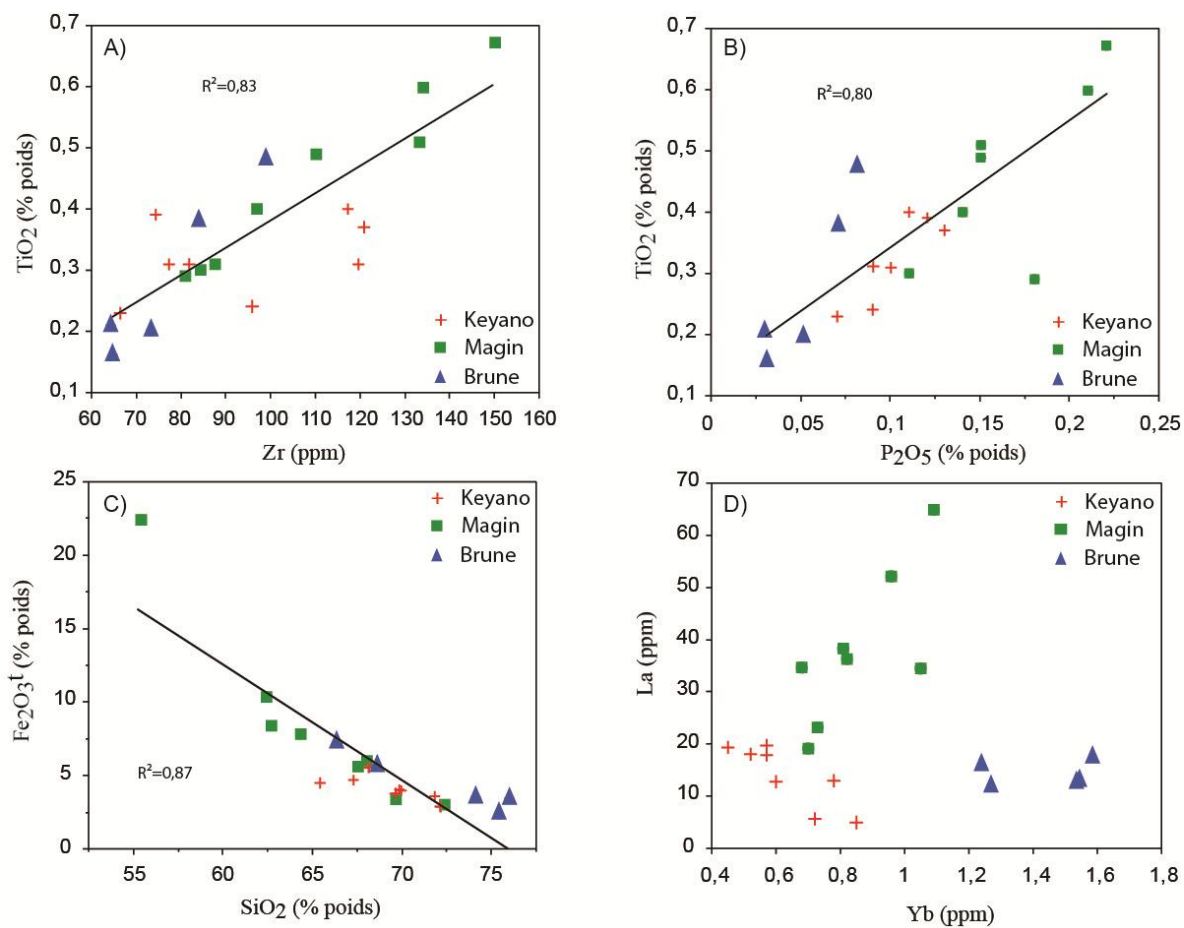 A)
R²=0,83
TiO₂ (% poids)
0,7
0,6
0,5
0,4
0,3
0,2
0,1
60 70 80 90 100 110 120 130 140 150 160
Zr (ppm)
Keyano
Magin
Brune
B)
R²=0,80
TiO₂ (% poids)
0,7
0,6
0,5
0,4
0,3
0,2
0,1
0 0,05 0,1 0,15 0,2 0,25
P₂O₅ (% poids)
Keyano
Magin
Brune
C)
Keyano
Magin
Brune
Fe₂O₃ᵗ (% poids)
25
20
15
10
5
0
R²=0,87
55 60 65 70 75
SiO₂ (% poids)
D)
Keyano
Magin
Brune
La (ppm)
70
60
50
40
30
20
10
0
0,4 0,6 0,8 1 1,2 1,4 1,6 1,8
Yb (ppm)